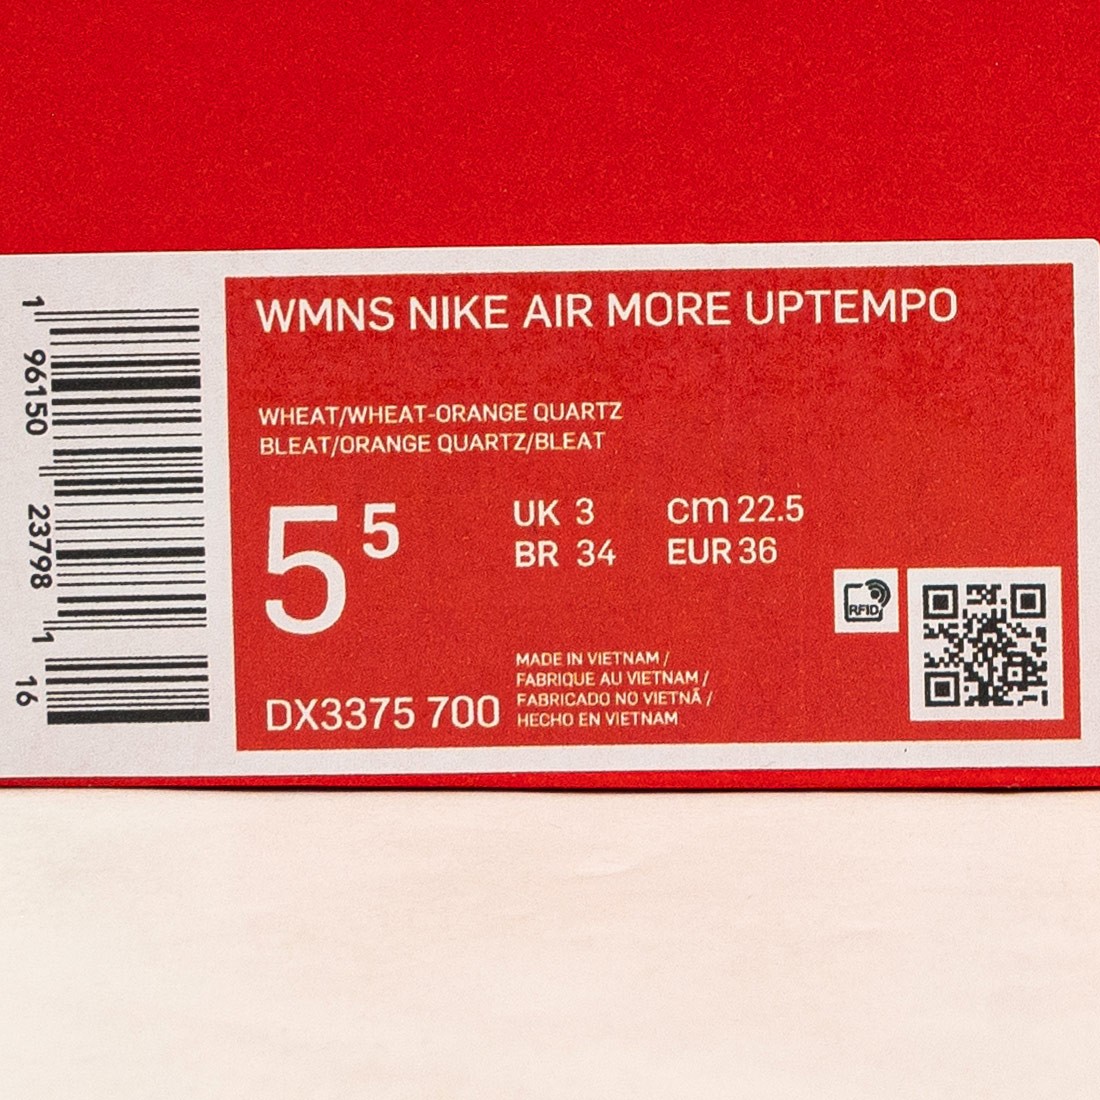 WMNS NIKE AIR MORE UPTEMPO
WHEAT/WHEAT-ORANGE QUARTZ
BLEAT/ORANGE QUARTZ/BLEAT
5 5
UK 3 cm 22.5
BR 34 EUR 36
RFID
MADE IN VIETNAM /
FABRIQUE AU VIETNAM /
FABRICADO NO VIETNÃ /
HECHO EN VIETNAM
DX3375 700
1 96150 23798 1 16